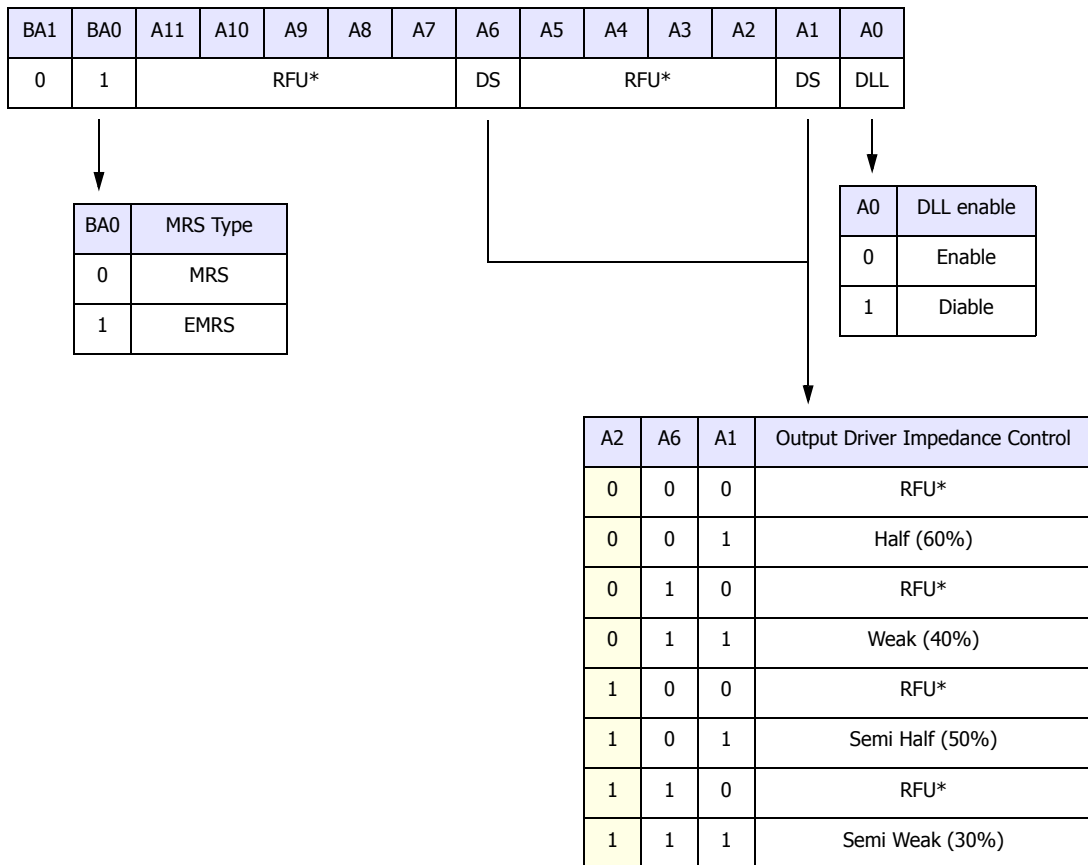 BA1 BA0 A11 A10 A9 A8 A7 A6 A5 A4 A3 A2 A1 A0
0 1 RFU* DS RFU* DS DLL
BA0 MRS Type
0 MRS
1 EMRS
A0 DLL enable
0 Enable
1 Diable
A2 A6 A1 Output Driver Impedance Control
0 0 0 RFU*
0 0 1 Half (60%)
0 1 0 RFU*
0 1 1 Weak (40%)
1 0 0 RFU*
1 0 1 Semi Half (50%)
1 1 0 RFU*
1 1 1 Semi Weak (30%)